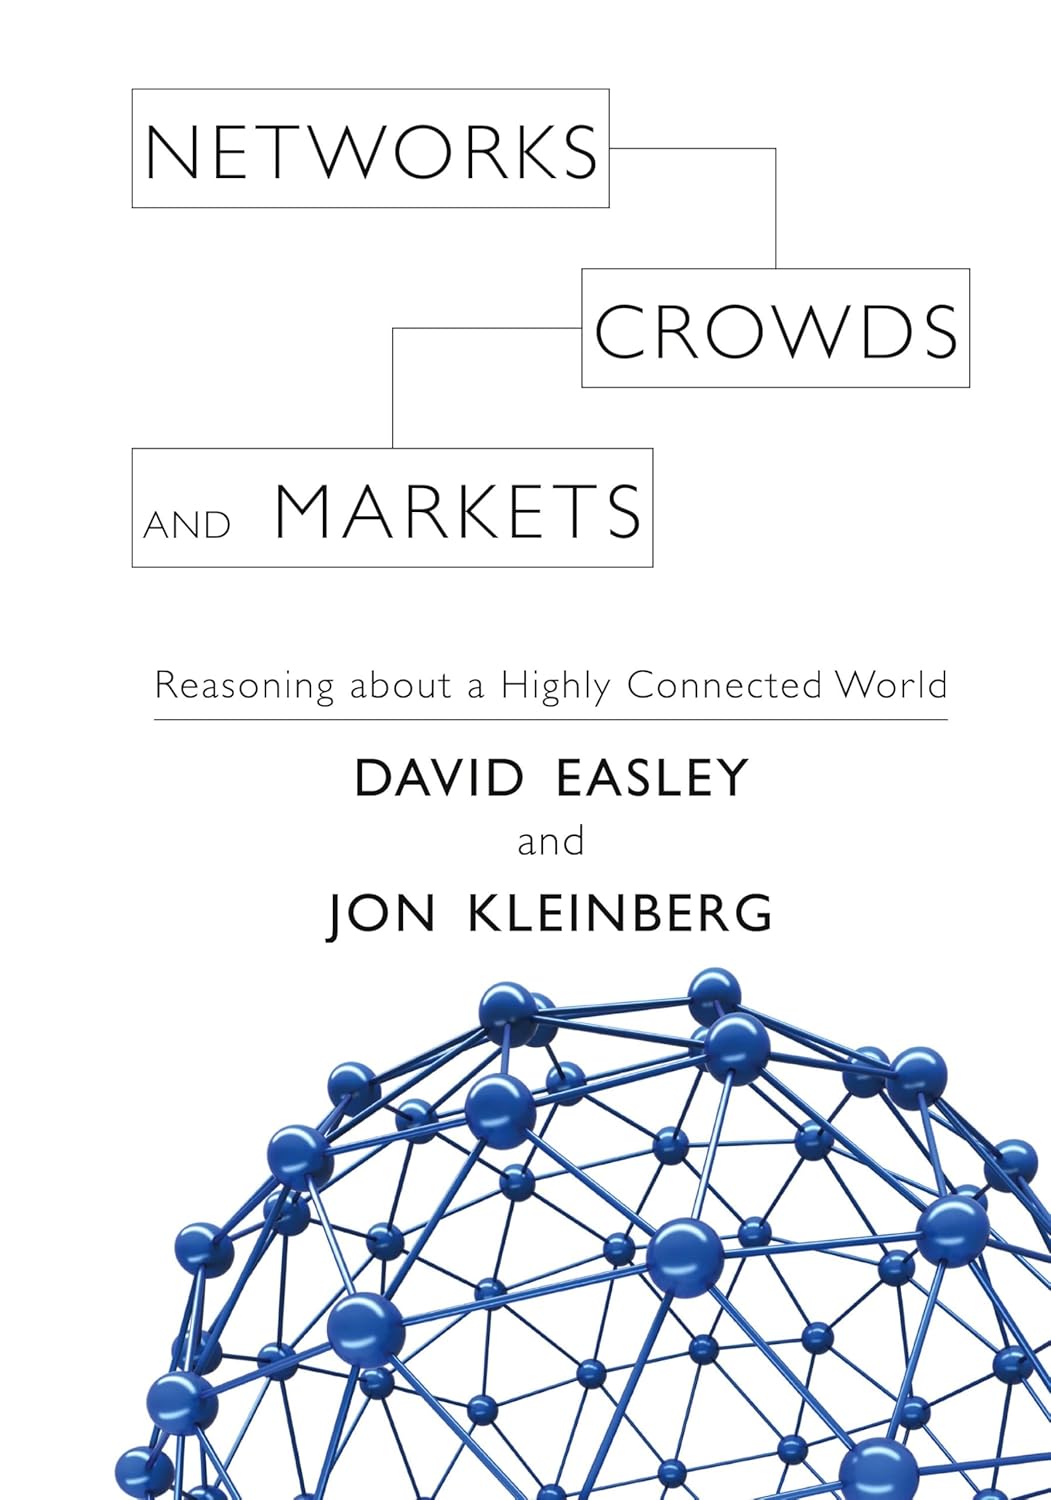 NETWORKS
CROWDS
AND MARKETS
Reasoning about a Highly Connected World
DAVID EASLEY
and
JON KLEINBERG